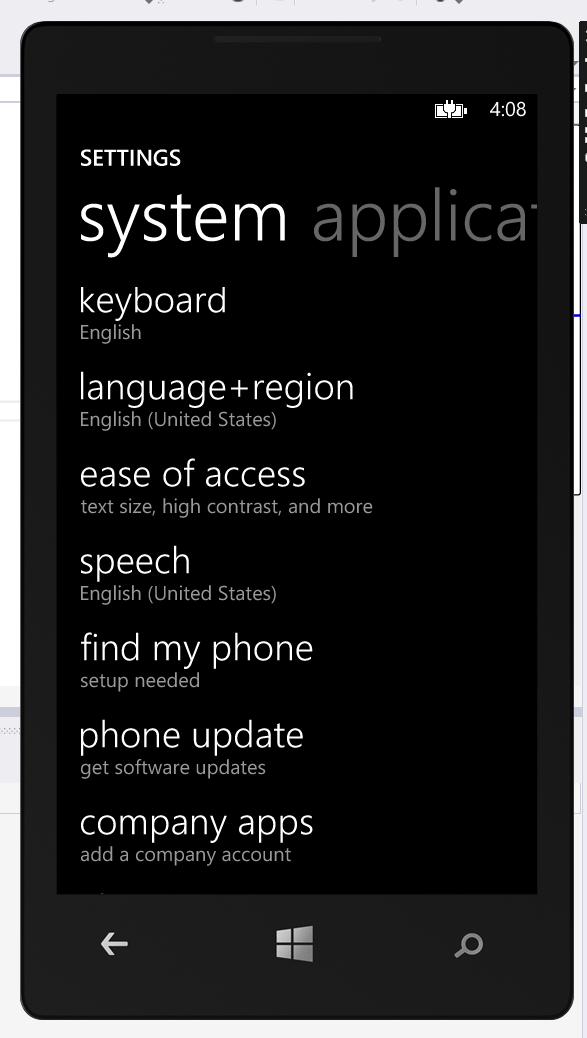 4:08
SETTINGS
system applicat
keyboard
English
language+region
English (United States)
ease of access
text size, high contrast, and more
speech
English (United States)
find my phone
setup needed
phone update
get software updates
company apps
add a company account